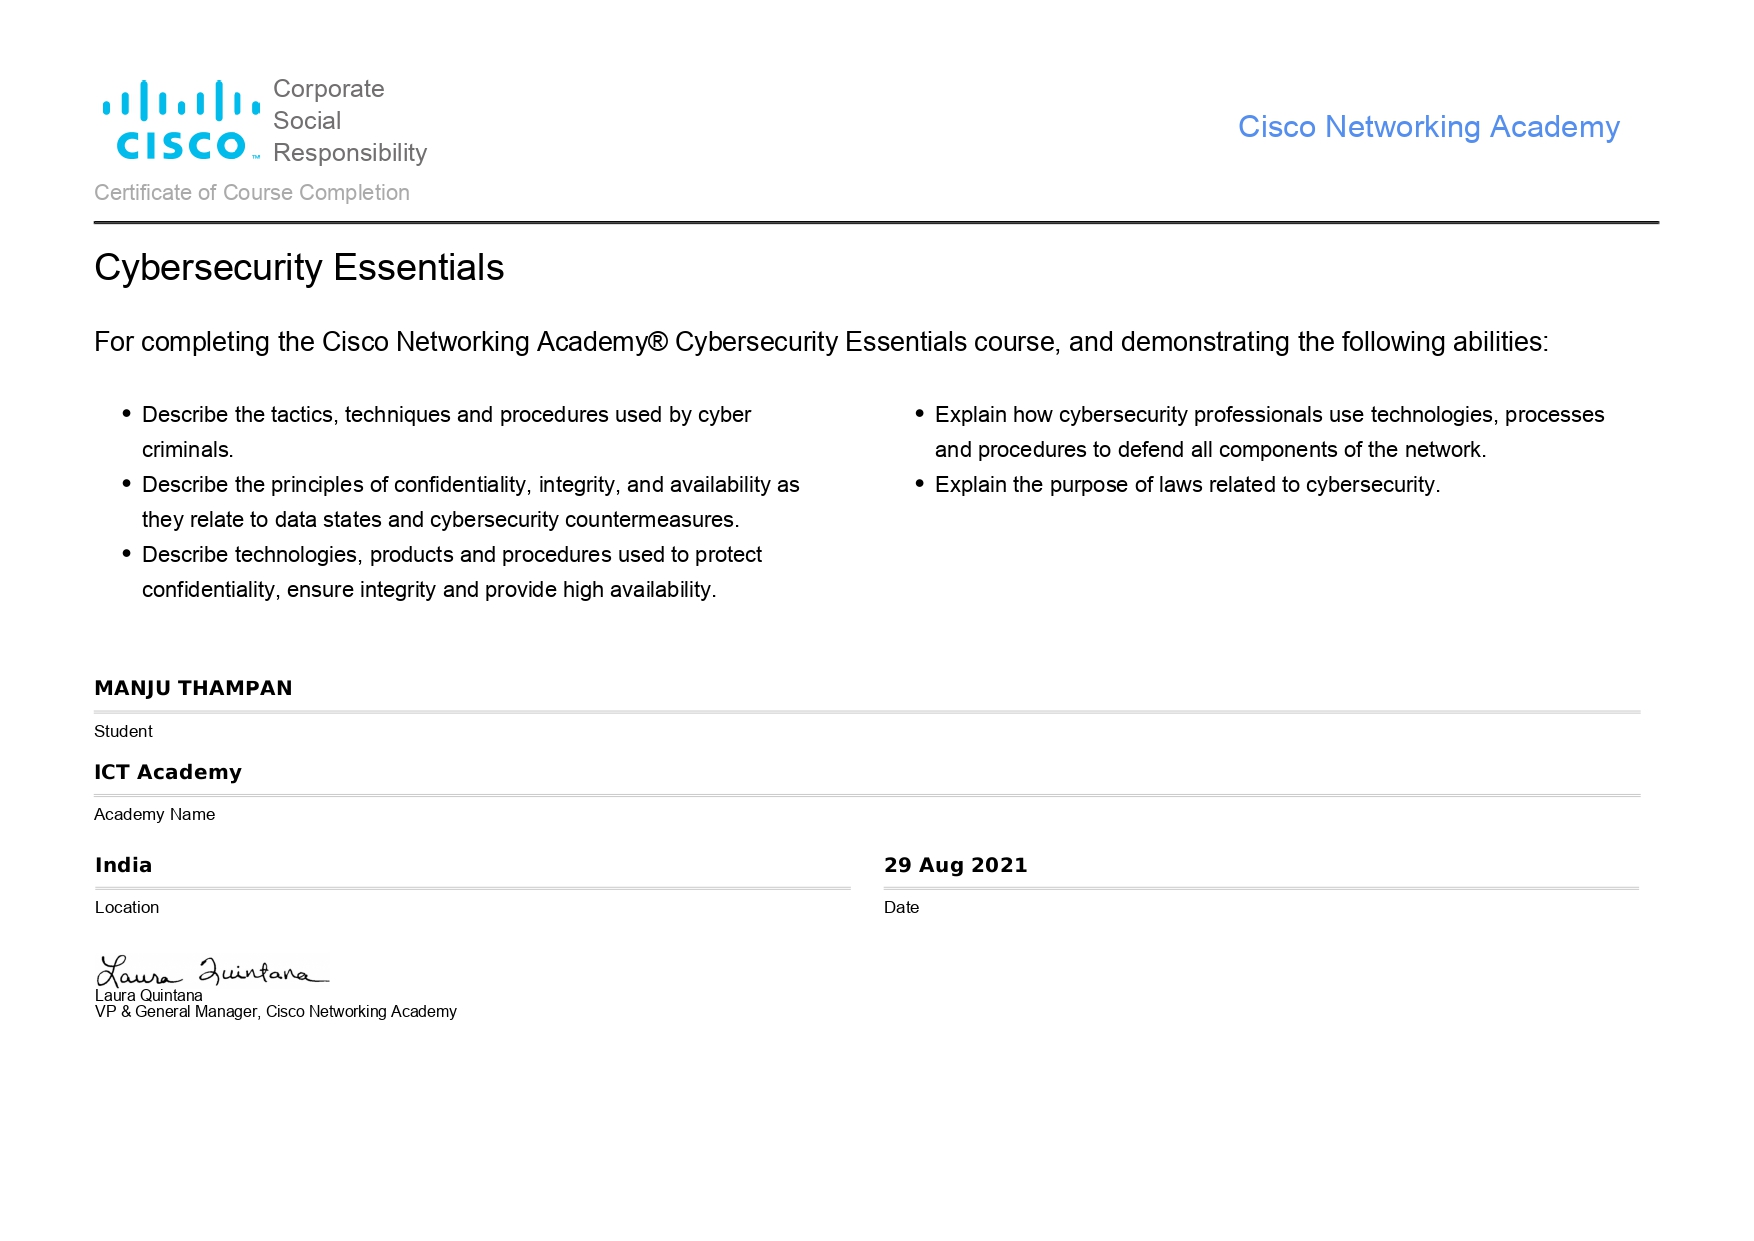 CISCO™
Corporate
Social
Responsibility
Cisco Networking Academy
Certificate of Course Completion
Cybersecurity Essentials
For completing the Cisco Networking Academy® Cybersecurity Essentials course, and demonstrating the following abilities:
• Describe the tactics, techniques and procedures used by cyber
criminals.
• Describe the principles of confidentiality, integrity, and availability as
they relate to data states and cybersecurity countermeasures.
• Describe technologies, products and procedures used to protect
confidentiality, ensure integrity and provide high availability.
• Explain how cybersecurity professionals use technologies, processes
and procedures to defend all components of the network.
• Explain the purpose of laws related to cybersecurity.
MANJU THAMPAN
Student
ICT Academy
Academy Name
India
Location
29 Aug 2021
Date
Laura Quintana
Laura Quintana
VP & General Manager, Cisco Networking Academy